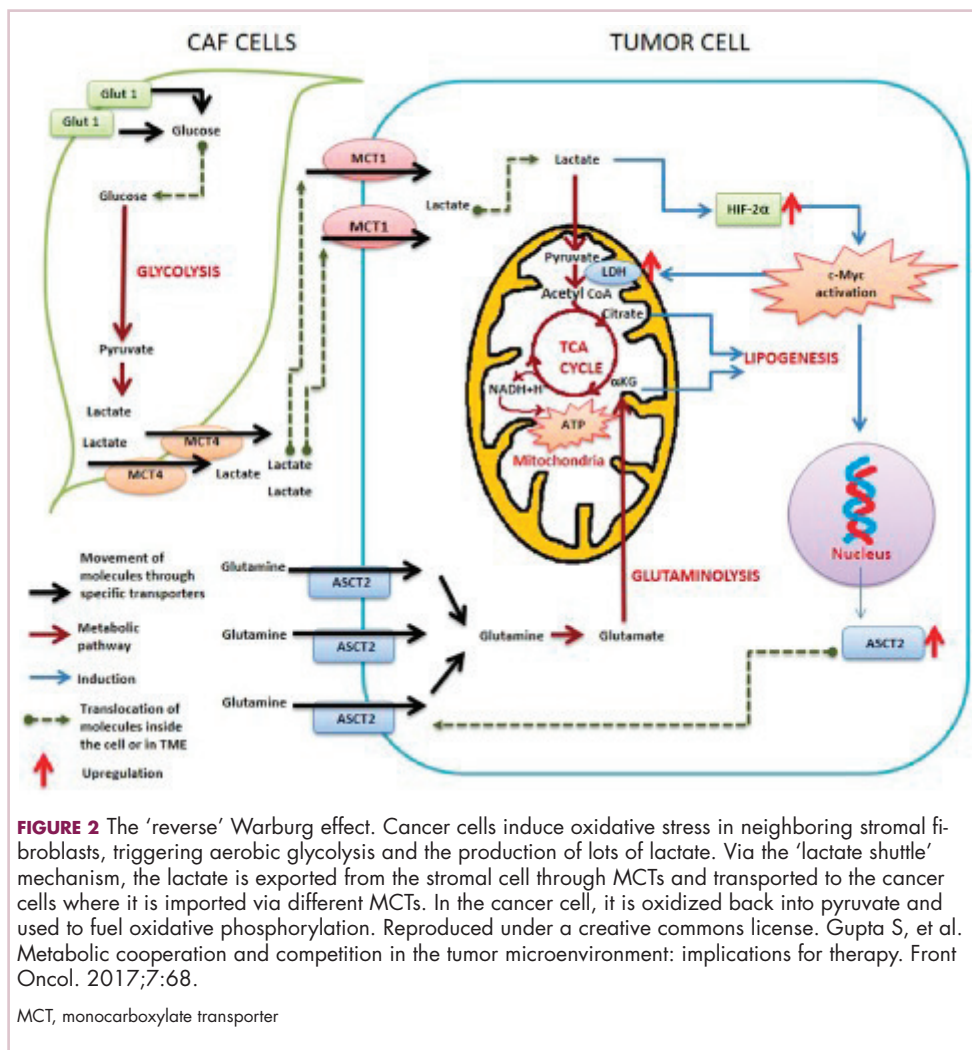 CAF CELLS
TUMOR CELL
Glut 1
Glut 1
Glucose
Glucose
GLYCOLYSIS
Pyruvate
Lactate
Lactate
MCT4
MCT4
Lactate
Lactate
Lactate
MCT1
MCT1
Lactate
Lactate
HIF-2α
c-Myc
activation
Pyruvate
LDH
Acetyl CoA
Citrate
TCA
CYCLE
NADH+H
αKG
ATP
Mitochondria
LIPOGENESIS
Nucleus
GLUTAMINOLYSIS
Glutamine
ASCT2
Glutamine
ASCT2
Glutamine
ASCT2
Glutamine
Glutamate
ASCT2
Movement of
molecules through
specific transporters
Metabolic
pathway
Induction
Translocation of
molecules inside
the cell or in TME
Upregulation
FIGURE 2 The ‘reverse’ Warburg effect. Cancer cells induce oxidative stress in neighboring stromal fi-
broblasts, triggering aerobic glycolysis and the production of lots of lactate. Via the ‘lactate shuttle’
mechanism, the lactate is exported from the stromal cell through MCTs and transported to the cancer
cells where it is imported via different MCTs. In the cancer cell, it is oxidized back into pyruvate and
used to fuel oxidative phosphorylation. Reproduced under a creative commons license. Gupta S, et al.
Metabolic cooperation and competition in the tumor microenvironment: implications for therapy. Front
Oncol. 2017;7:68.
MCT, monocarboxylate transporter